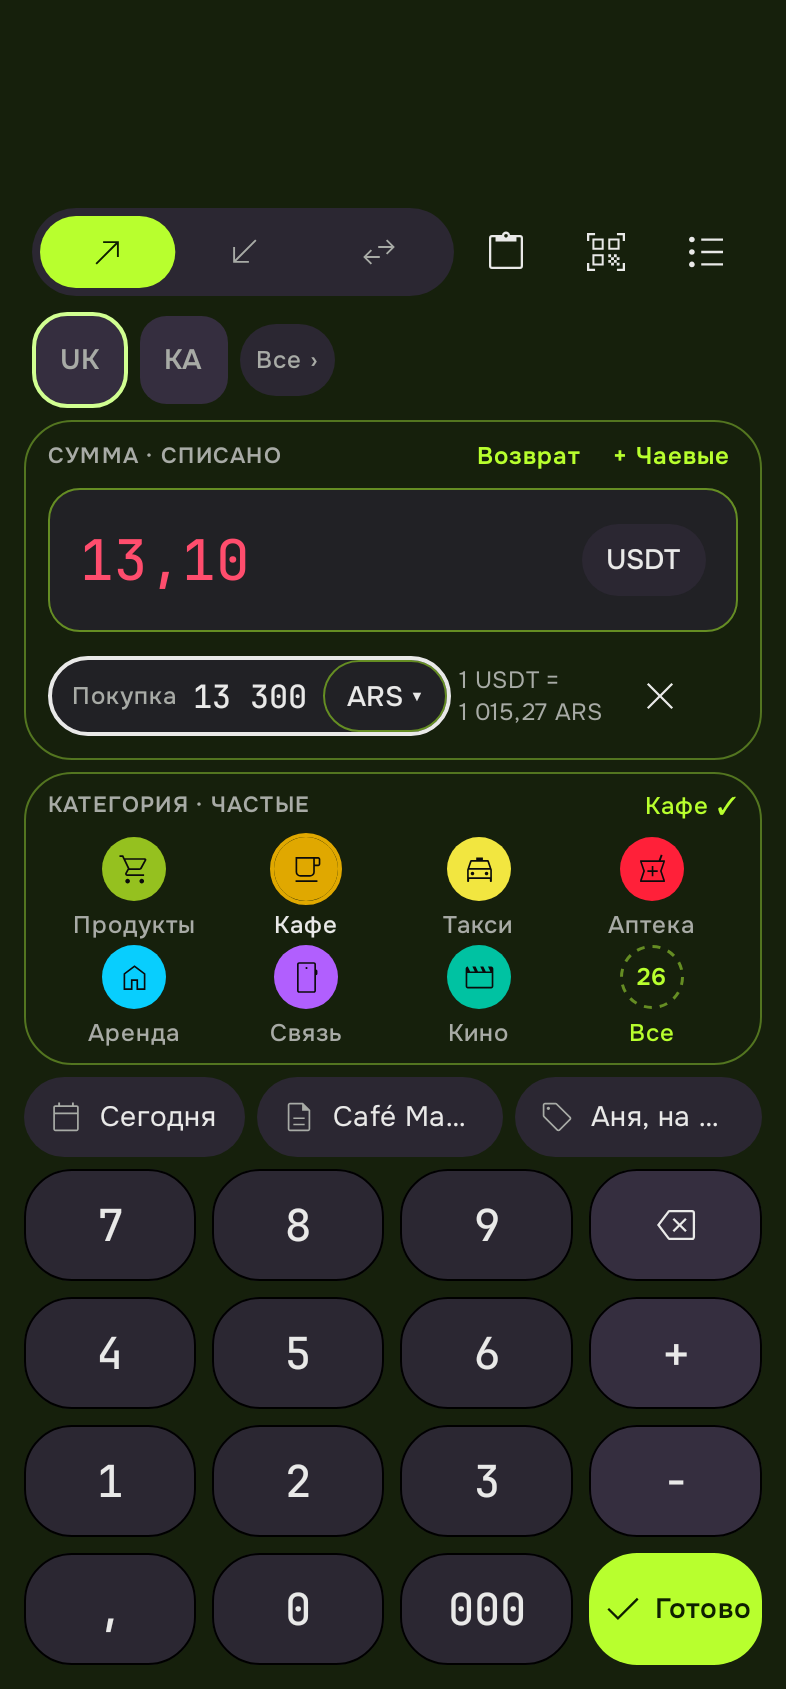 UK KA Все ›
СУММА · СПИСАНО Возврат + Чаевые
13,10 USDT
Покупка 13 300 ARS ▾ 1 USDT =
1 015,27 ARS
КАТЕГОРИЯ · ЧАСТЫЕ Кафе ✓
Продукты Кафе Такси Аптека
26
Аренда Связь Кино Все
Сегодня Café Ma... Аня, на ...
7 8 9
4 5 6 +
1 2 3 -
, 0 000 Готово